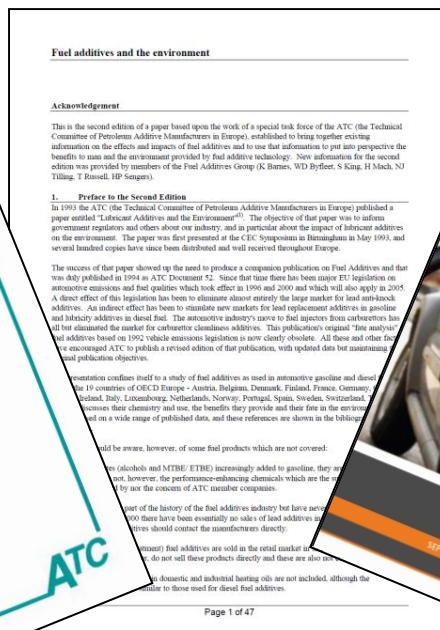 Fuel additives and the environment
Acknowledgement
This is the second edition of a paper based upon the work of a special task force of the ATC (the Technical
Committee of Petroleum Additive Manufacturers in Europe), established to bring together existing
information on the effects and impacts of fuel additives and to use that information to put into perspective the
benefits to man and the environment provided by fuel additive technology. New information for the second
edition was provided by members of the Fuel Additives Group (K Barnes, WD Byfleet, S King, H Mach, NJ
Tilling, T Russell, HP Sengers).
1. Preface to the Second Edition
In 1993 the ATC (the Technical Committee of Petroleum Additive Manufacturers in Europe) published a
paper entitled "Lubricant Additives and the Environment". The objective of that paper was to inform
government regulators and others about our industry, and in particular about the impact of lubricant additives
on the environment. The paper was first presented at the CEC Symposium in Birmingham in May 1993, and
several hundred copies have since been distributed and well received throughout Europe.
The success of that paper showed up the need to produce a companion publication on Fuel Additives and that
was duly published in 1994 as ATC Document 52. Since that time there has been major EU legislation on
automotive emissions and fuel qualities which took effect in 1996 and 2000 and which will also apply in 2005.
A direct effect of this legislation has been to eliminate almost entirely the large market for lead anti-knock
additives. An indirect effect has been to stimulate new markets for lead replacement additives in gasoline
and lubricity additives in diesel fuel. The automotive industry's move to fuel injectors from carburettors has
all but eliminated the market for carburettor cleanliness additives. This publication's original "fate analysis"
fuel additives based on 1992 vehicle emissions legislation is now clearly obsolete. All these and other
have encouraged ATC to publish a revised edition of this publication, with updated data but maintaining
original publication objectives.
presentation confines itself to a study of fuel additives as used in automotive gasoline and diesel
the 19 countries of OECD Europe - Austria, Belgium, Denmark, Finland, France, Germany,
Ireland, Italy, Luxembourg, Netherlands, Norway, Portugal, Spain, Sweden, Switzerland,
discusses their chemistry and use, the benefits they provide and their fate in the
based on a wide range of published data, and these references are shown in the
should be aware, however, of some fuel products which are not covered:
(alcohols and MTBE/ ETBE) increasingly added to gasoline, they are
not, however, the performance-enhancing chemicals which are the
by nor the concern of ATC member companies.
part of the history of the fuel additives industry but have
there have been essentially no sales of lead additives in
should contact the manufacturers directly.
fuel additives are sold in the retail market in
do not sell these products directly and these are also not
in domestic and industrial heating oils are not included, although the
similar to those used for diesel fuel additives.
ATC
Page 1 of 47